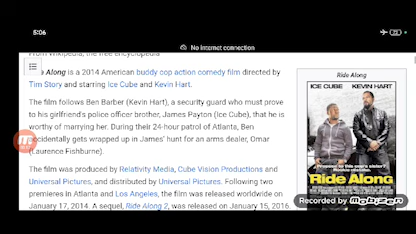 5:06
No internet connection
From Wikipedia, the free encyclopedia
Along is a 2014 American buddy cop action comedy film directed by
Tim Story and starring Ice Cube and Kevin Hart.
The film follows Ben Barber (Kevin Hart), a security guard who must prove
to his girlfriend's police officer brother, James Payton (Ice Cube), that he is
worthy of marrying her. During their 24-hour patrol of Atlanta, Ben
accidentally gets wrapped up in James' hunt for an arms dealer, Omar
(Laurence Fishburne).
The film was produced by Relativity Media, Cube Vision Productions and
Universal Pictures, and distributed by Universal Pictures. Following two
premieres in Atlanta and Los Angeles, the film was released worldwide on
January 17, 2014. A sequel, Ride Along 2, was released on January 15, 2016.
Ride Along
ICE CUBE KEVIN HART
Ride Along
Recorded by mobizen